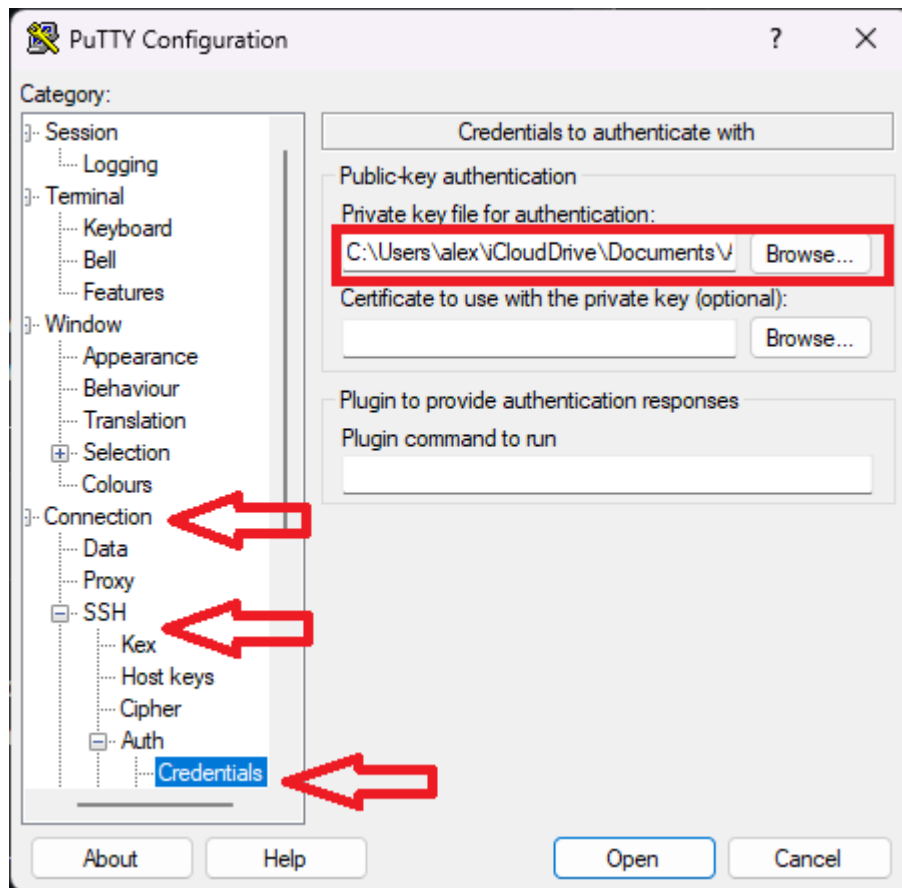 PuTTY Configuration
?
Category:
Session
Logging
Terminal
Keyboard
Bell
Features
Window
Appearance
Behaviour
Translation
Selection
Colours
Connection
Data
Proxy
SSH
Kex
Host keys
Cipher
Auth
Credentials
Credentials to authenticate with
Public-key authentication
Private key file for authentication:
C:\Users\alex\iCloudDrive\Documents\
Browse...
Certificate to use with the private key (optional):
Browse...
Plugin to provide authentication responses
Plugin command to run
About
Help
Open
Cancel